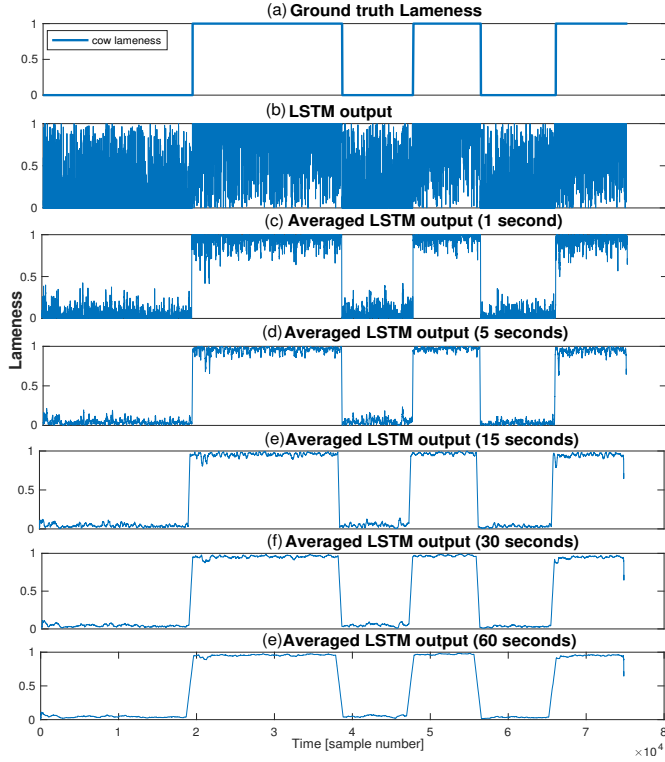 (a) Ground truth Lameness
1
cow lameness
0.5
0
(b) LSTM output
1
0.5
0
(c) Averaged LSTM output (1 second)
1
0.5
0
Lameness
(d) Averaged LSTM output (5 seconds)
1
0.5
0
(e) Averaged LSTM output (15 seconds)
1
0.5
0
(f) Averaged LSTM output (30 seconds)
1
0.5
0
(e) Averaged LSTM output (60 seconds)
1
0.5
0
0 1 2 3 4 5 6 7 8
Time [sample number]
×10^4